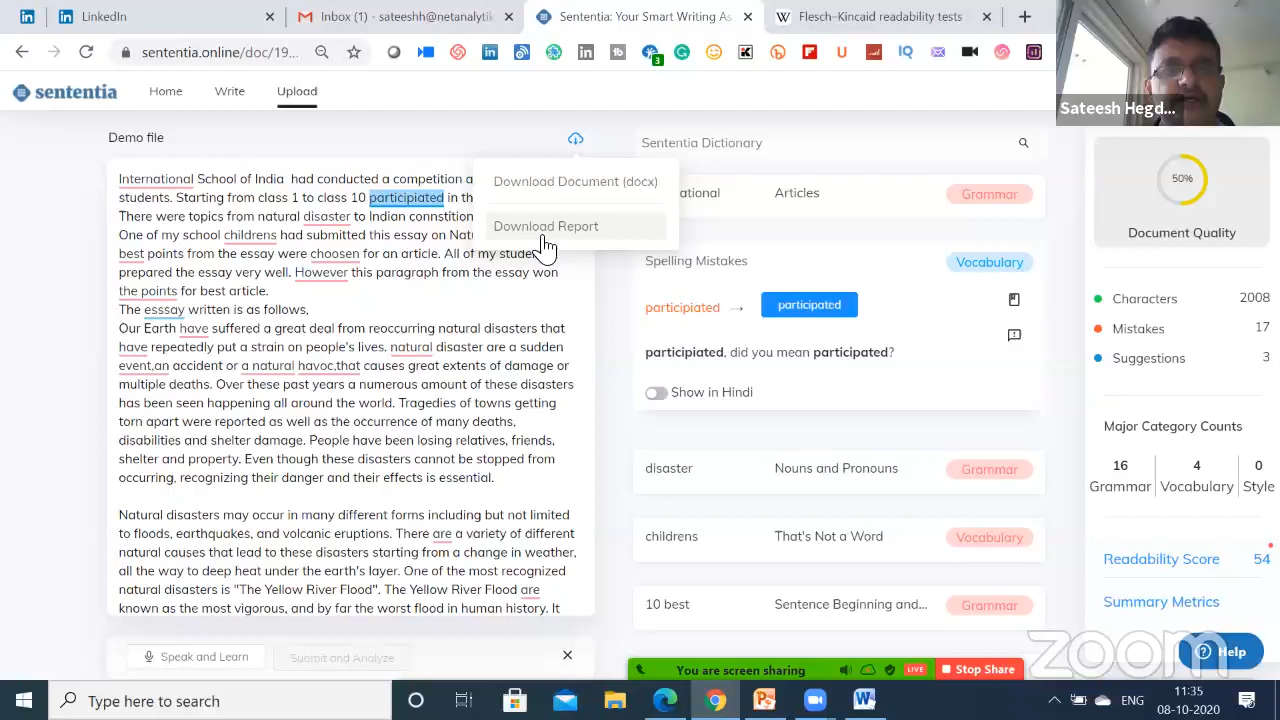 LinkedIn
Inbox (1) - sateeshh@netanalytik
Sententia: Your Smart Writing As
Flesch–Kincaid readability tests
sententia.online/doc/19...
3
Sateesh Hegd...
sententia
Home
Write
Upload
Demo file
Download Document (docx)
Download Report
International School of India had conducted a competition a
students. Starting from class 1 to class 10 participiated in th
There were topics from natural disaster to Indian connstition
One of my school childrens had submitted this essay on Natu
best points from the essay were choosen for an article. All of my stude
prepared the essay very well. However this paragraph from the essay won
the points for best article.
The esssay written is as follows,
Our Earth have suffered a great deal from reoccurring natural disasters that
have repeatedly put a strain on people's lives. natural disaster are a sudden
event,an accident or a natural havoc,that causes great extents of damage or
multiple deaths. Over these past years a numerous amount of these disasters
has been seen happening all around the world. Tragedies of towns getting
torn apart were reported as well as the occurrence of many deaths,
disabilities and shelter damage. People have been losing relatives, friends,
shelter and property. Even though these disasters cannot be stopped from
occurring, recognizing their danger and their effects is essential.
Natural disasters may occur in many different forms including but not limited
to floods, earthquakes, and volcanic eruptions. There are a variety of different
natural causes that lead to these disasters starting from a change in weather,
all the way to deep heat under the earth's layer. One of the most recognized
natural disasters is "The Yellow River Flood". The Yellow River Flood are
known as the most vigorous, and by far the worst flood in human history. It
Speak and Learn
Submit and Analyze
Sententia Dictionary
national Articles Grammar
Spelling Mistakes Vocabulary
participiated → participated
participiated, did you mean participated?
Show in Hindi
disaster Nouns and Pronouns Grammar
childrens That's Not a Word Vocabulary
10 best Sentence Beginning and... Grammar
50%
Document Quality
Characters 2008
Mistakes 17
Suggestions 3
Major Category Counts
16 4 0
Grammar Vocabulary Style
Readability Score 54
Summary Metrics
zoom
Help
You are screen sharing LIVE Stop Share
Type here to search
ENG
11:35
08-10-2020